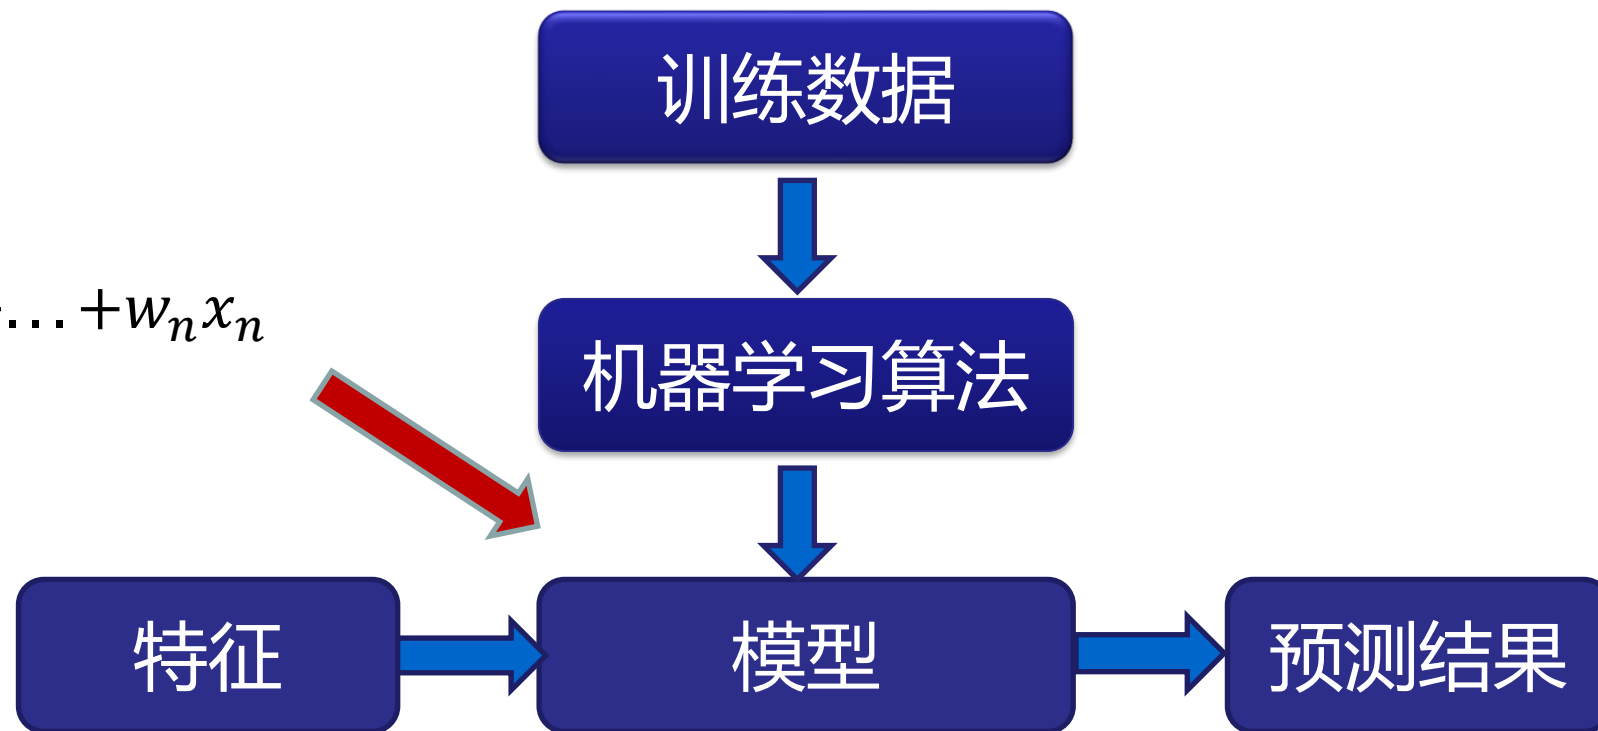 训练数据
…+wₙxₙ
机器学习算法
特征
模型
预测结果